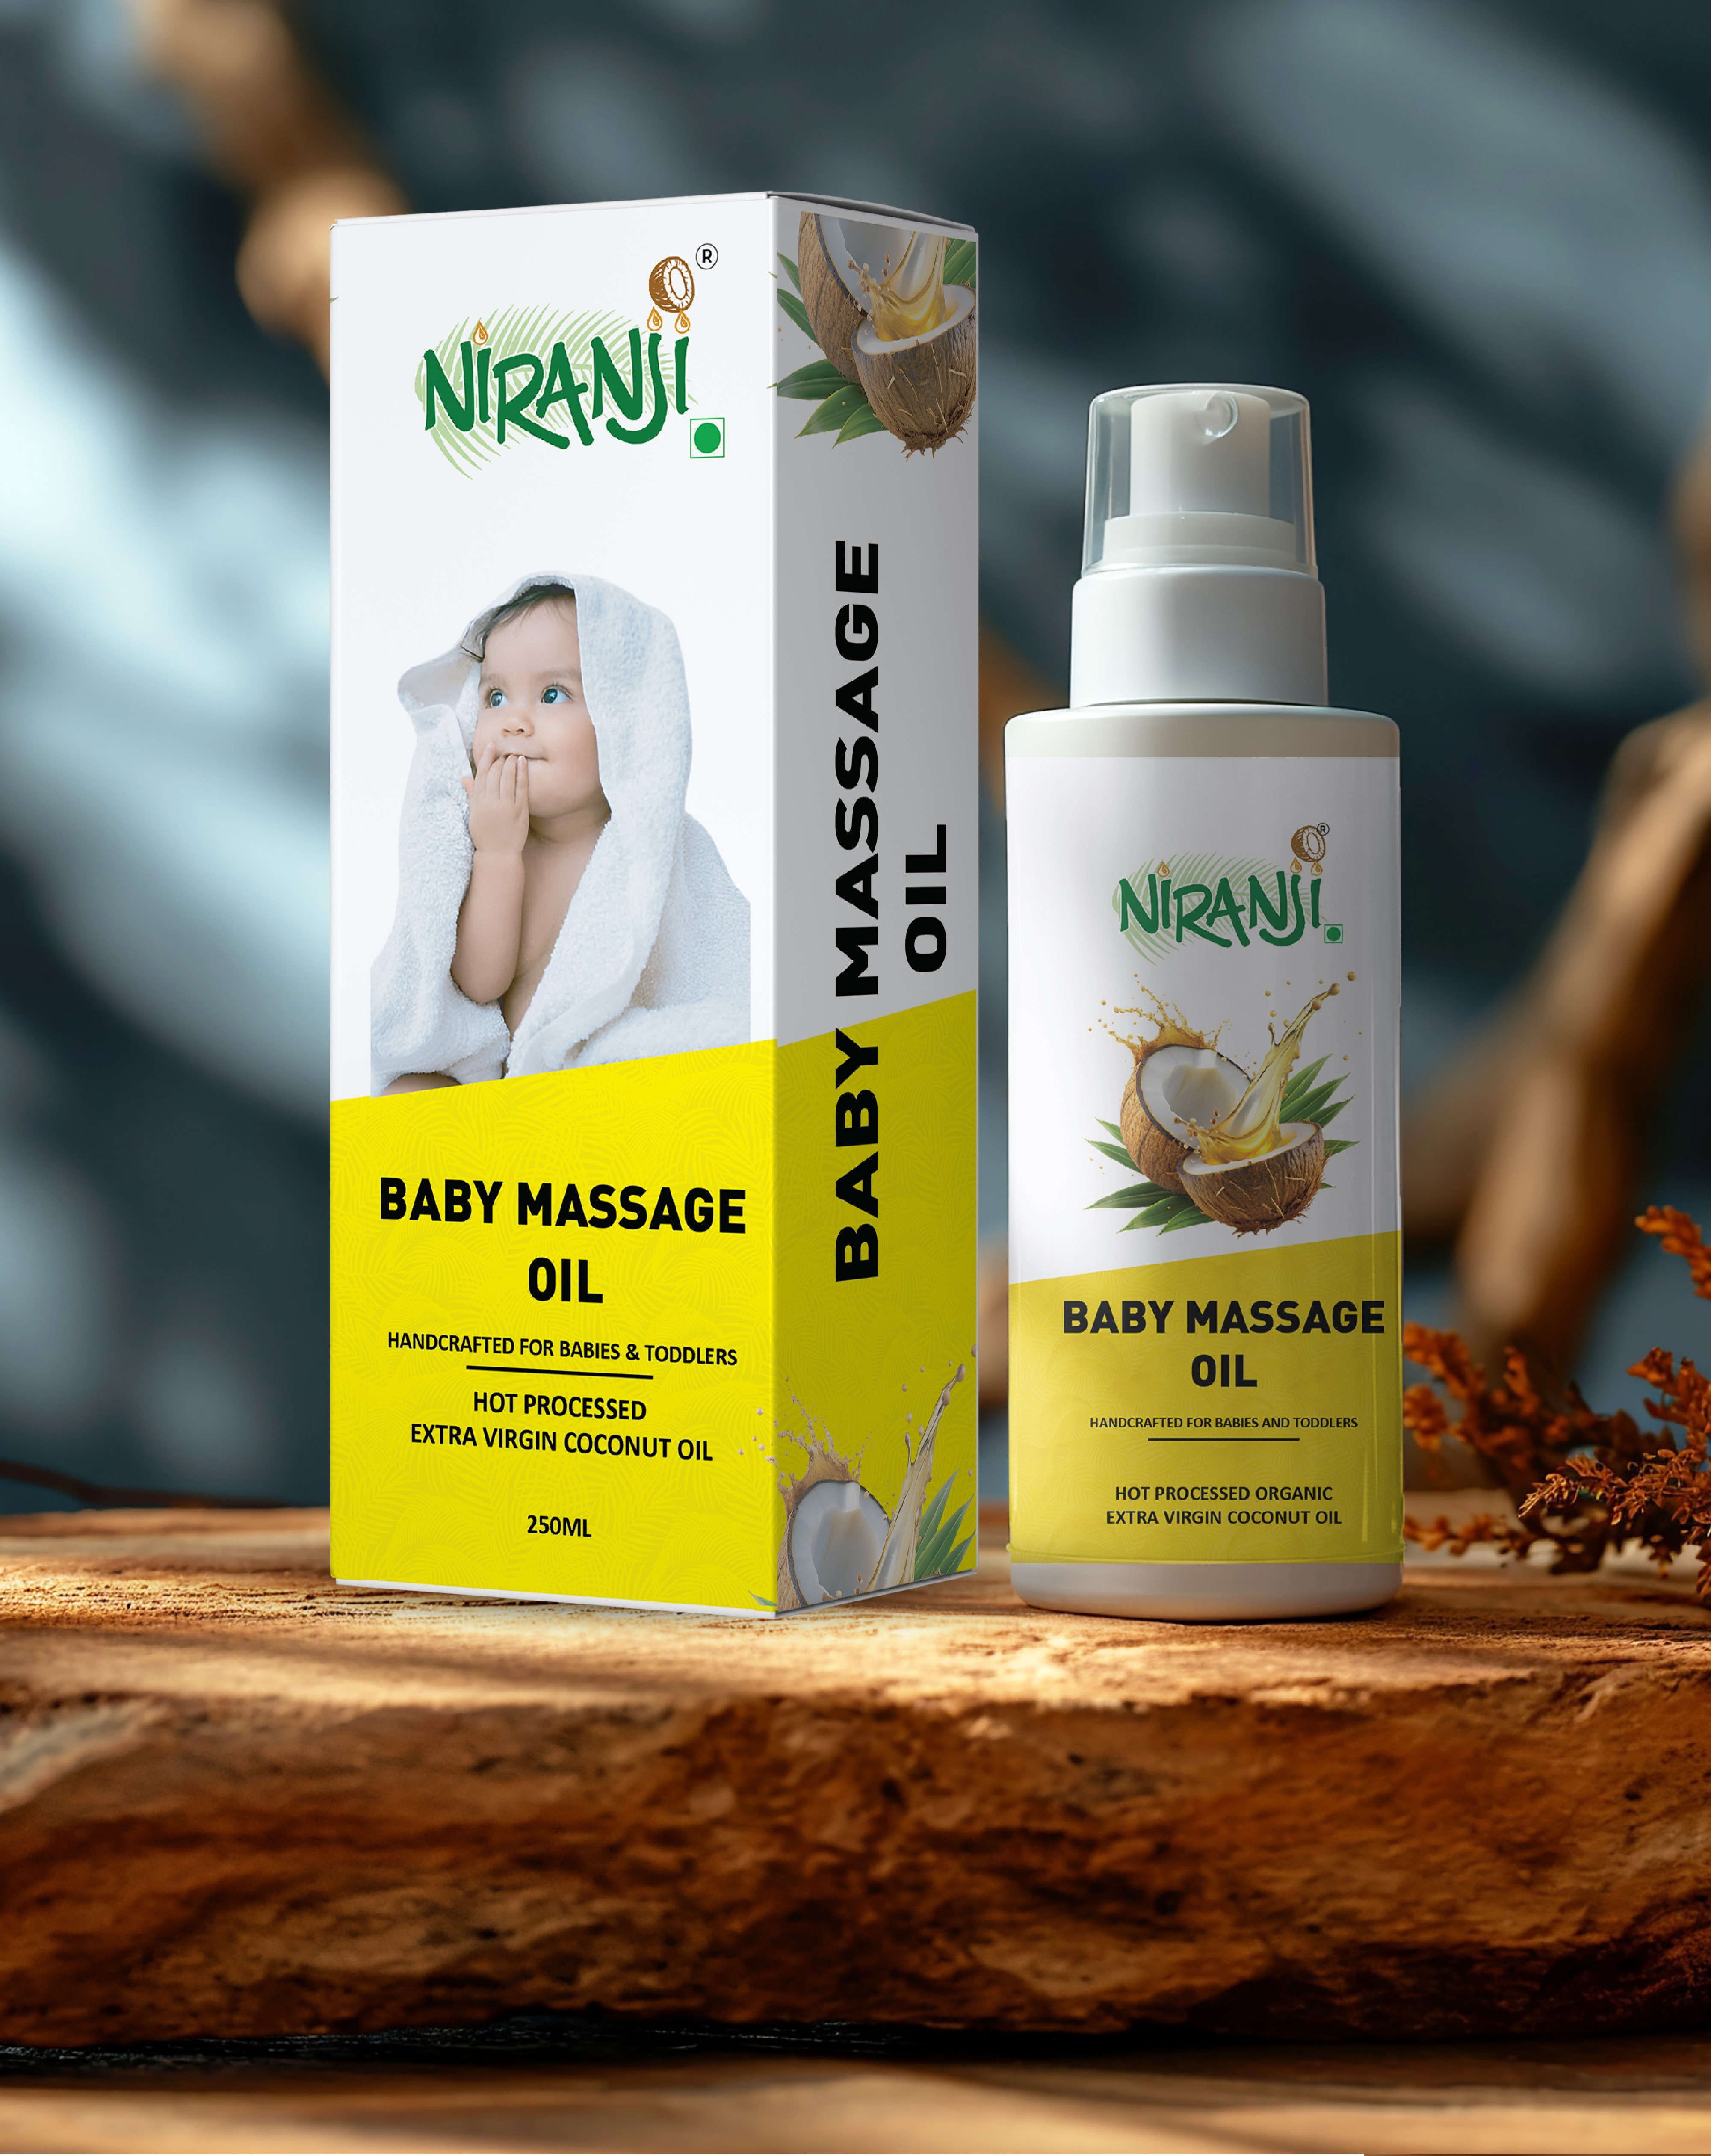 NiRANJi
®
BABY MASSAGE
OIL
HANDCRAFTED FOR BABIES & TODDLERS
HOT PROCESSED
EXTRA VIRGIN COCONUT OIL
250ML
BABY MASSAGE
OIL
NiRANJi
®
BABY MASSAGE
OIL
HANDCRAFTED FOR BABIES AND TODDLERS
HOT PROCESSED ORGANIC
EXTRA VIRGIN COCONUT OIL